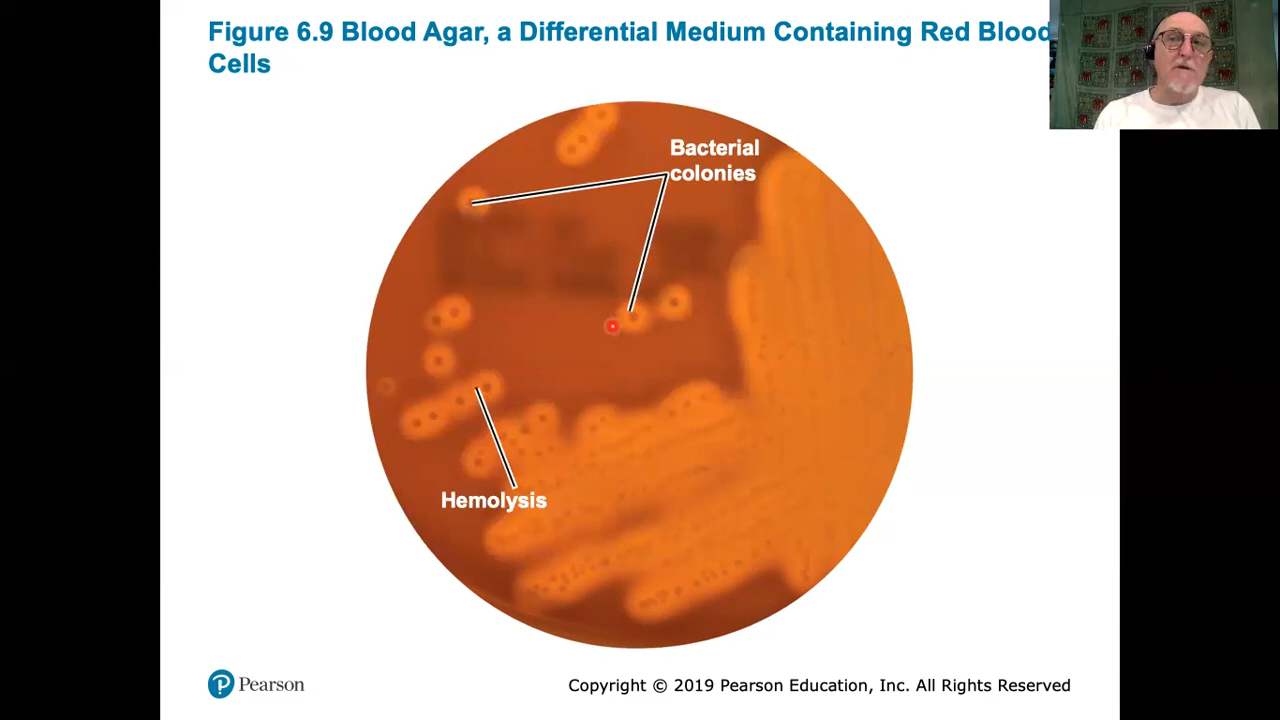 Figure 6.9 Blood Agar, a Differential Medium Containing Red Blood
Cells
Bacterial
colonies
Hemolysis
Pearson
Copyright © 2019 Pearson Education, Inc. All Rights Reserved